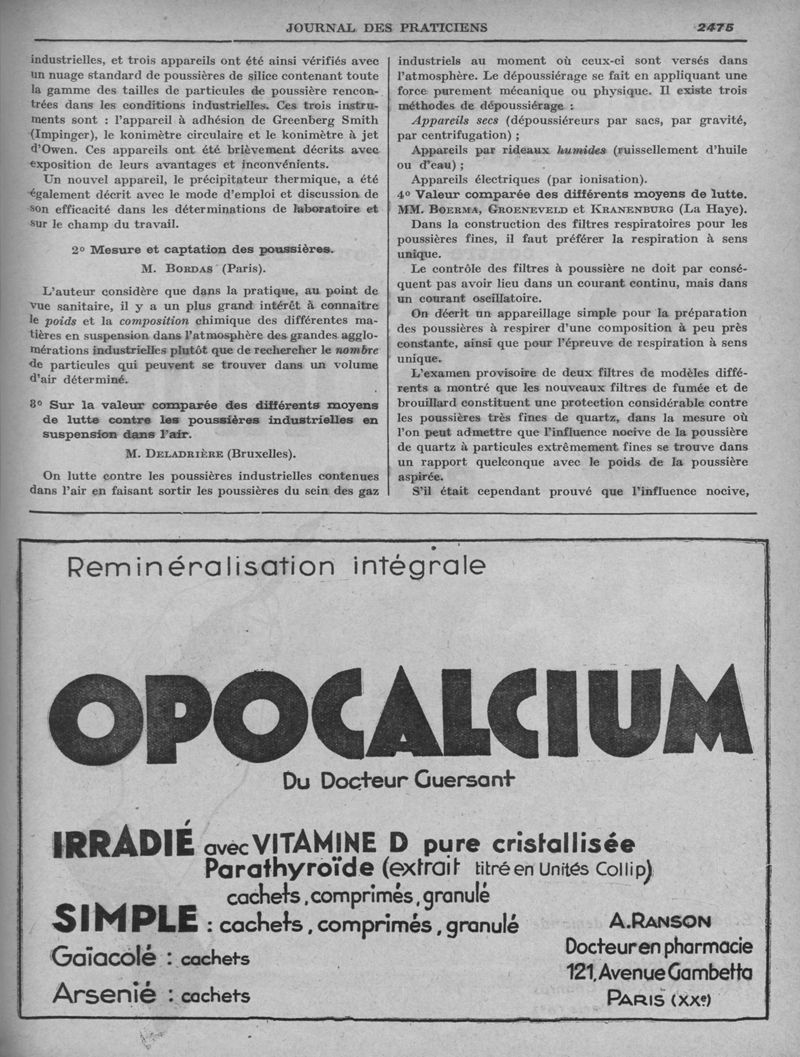 JOURNAL DES PRATICIENS 2475
industrielles, et trois appareils ont été ainsi vérifiés avec
un nuage standard de poussières de silice contenant toute
la gamme des tailles de particules de poussière rencon-
trées dans les conditions industrielles. Ces trois instru-
ments sont : l'appareil à adhésion de Greenberg Smith
(Impinger), le konimètre circulaire et le konimètre à jet
d'Owen. Ces appareils ont été brièvement décrits avec
exposition de leurs avantages et inconvénients.
Un nouvel appareil, le précipitateur thermique, a été
également décrit avec le mode d'emploi et discussion de
son efficacité dans les déterminations de laboratoire et
sur le champ du travail.
2° Mesure et captation des poussières.
M. BORDAS (Paris).
L'auteur considère que dans la pratique, au point de
vue sanitaire, il y a un plus grand intérêt à connaître
le poids et la composition chimique des différentes ma-
tières en suspension dans l'atmosphère des grandes agglo-
mérations industrielles plutôt que de rechercher le nombre
de particules qui peuvent se trouver dans un volume
d'air déterminé.
3° Sur la valeur comparée des différents moyens
de lutte contre les poussières industrielles en
suspension dans l'air.
M. DELADRIÈRE (Bruxelles).
On lutte contre les poussières industrielles contenues
dans l'air en faisant sortir les poussières du sein des gaz
industriels au moment où ceux-ci sont versés dans
l'atmosphère. Le dépoussiérage se fait en appliquant une
force purement mécanique ou physique. Il existe trois
méthodes de dépoussiérage :
Appareils secs (dépoussiéreurs par sacs, par gravité,
par centrifugation) ;
Appareils par rideaux humides (ruissellement d'huile
ou d'eau) ;
Appareils électriques (par ionisation).
4° Valeur comparée des différents moyens de lutte.
MM. BOERMA, GROENEVELD et KRANENBURG (La Haye).
Dans la construction des filtres respiratoires pour les
poussières fines, il faut préférer la respiration à sens
unique.
Le contrôle des filtres à poussière ne doit par consé-
quent pas avoir lieu dans un courant continu, mais dans
un courant oscillatoire.
On décrit un appareillage simple pour la préparation
des poussières à respirer d'une composition à peu près
constante, ainsi que pour l'épreuve de respiration à sens
unique.
L'examen provisoire de deux filtres de modèles diffé-
rents a montré que les nouveaux filtres de fumée et de
brouillard constituent une protection considérable contre
les poussières très fines de quartz, dans la mesure où
l'on peut admettre que l'influence nocive de la poussière
de quartz à particules extrêmement fines se trouve dans
un rapport quelconque avec le poids de la poussière
aspirée.
S'il était cependant prouvé que l'influence nocive,
Reminéralisation intégrale
OPOCALCIUM
Du Docteur Guersant
IRRADIÉ avec VITAMINE D pure cristallisée
Parathyroïde (extrait titré en Unités Collip)
cachets, comprimés, granulé
SIMPLE : cachets, comprimés, granulé
Gaïacolé : cachets
Arsenié : cachets
A. RANSON
Docteur en pharmacie
121, Avenue Gambetta
PARIS (XXe)